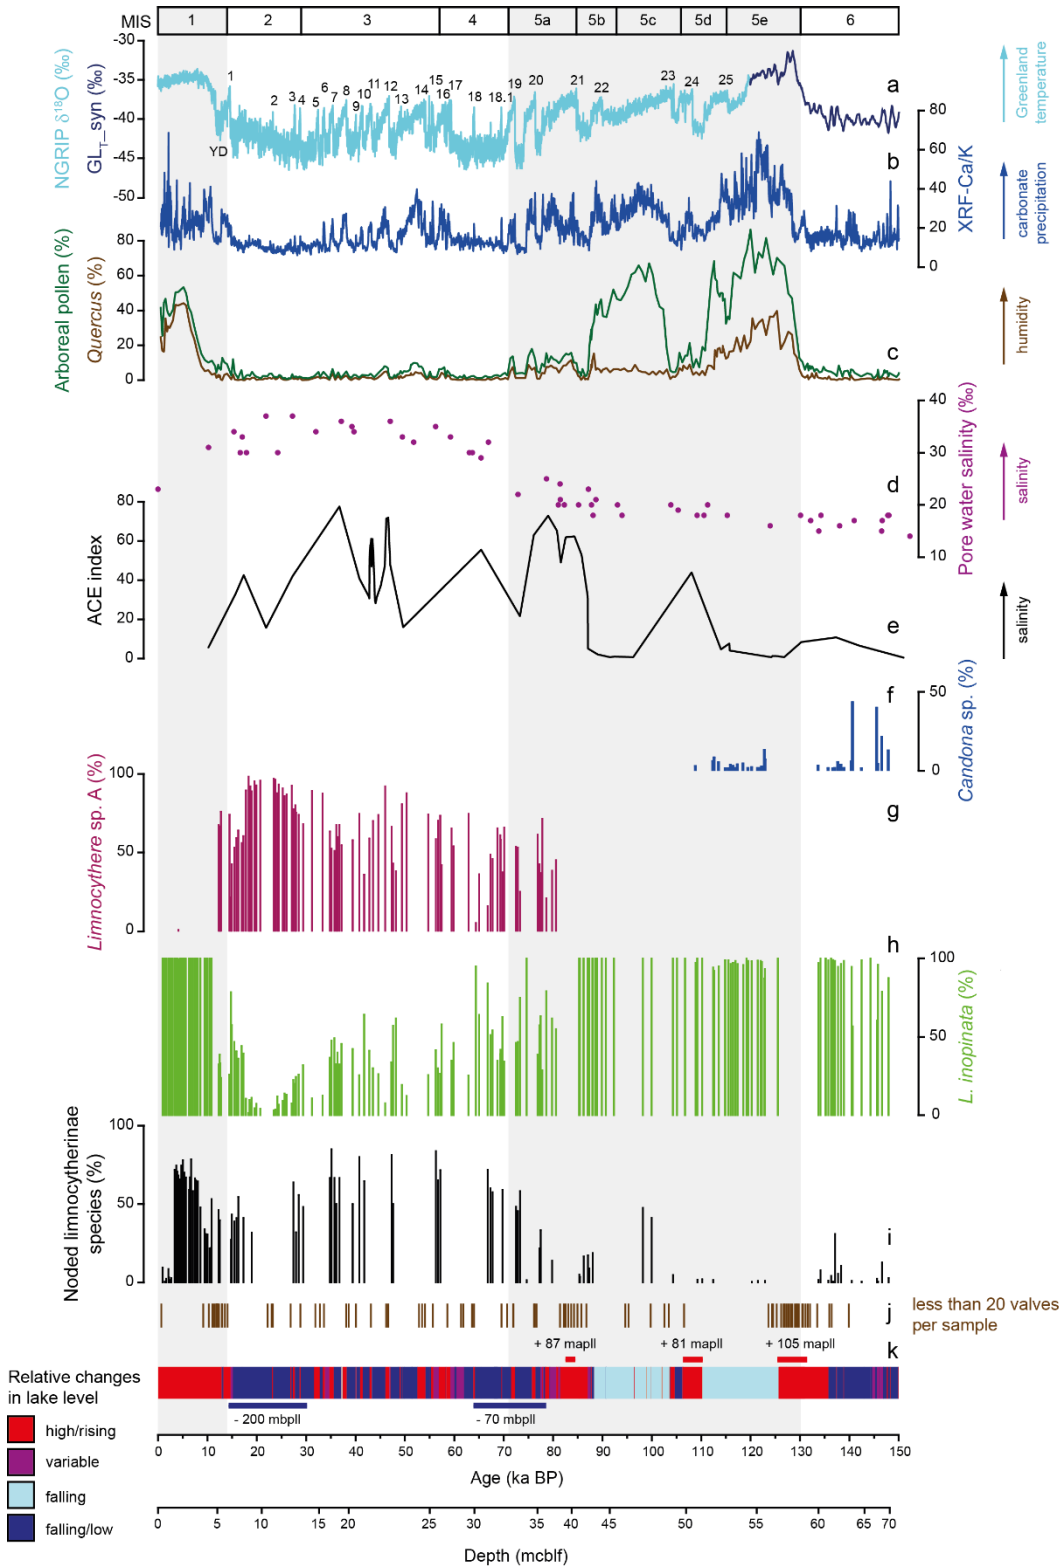 MIS 1 2 3 4 5a 5b 5c 5d 5e 6
-30
-35
-40
-45
-50
NGRIP δ¹⁸O (‰)
GL_T_syn (‰)
1 2 3 4 5 6 7 8 9 10 11 12 13 14 15 16 17 18 18.1 19 20 21 22 23 24 25
YD
a
Greenland
temperature
80
60
40
20
0
XRF-Ca/K
b
carbonate
precipitation
80
60
40
20
0
Arboreal pollen (%)
Quercus (%)
c
humidity
40
30
20
10
Pore water salinity (‰)
d
salinity
80
60
40
20
0
ACE index
e
salinity
f
50
0
Candona sp. (%)
100
50
0
Limnocythere sp. A (%)
g
h
100
50
0
L. inopinata (%)
100
50
0
Noded limnocytherinae
species (%)
i
j
less than 20 valves
per sample
+ 87 mapll
+ 81 mapll
+ 105 mapll
k
- 200 mbpll
- 70 mbpll
Relative changes
in lake level
high/rising
variable
falling
falling/low
0 10 20 30 40 50 60 70 80 90 100 110 120 130 140 150
Age (ka BP)
0 5 10 15 20 25 30 35 40 45 50 55 60 65 70
Depth (mcblf)